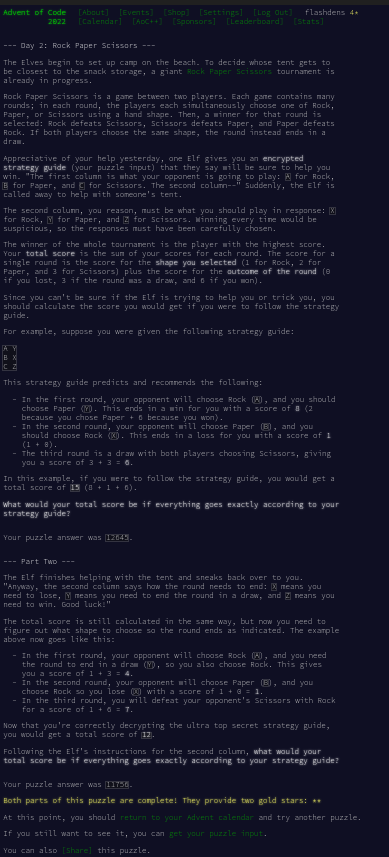 Advent of Code [About] [Events] [Shop] [Settings] [Log Out] flashdens 4*
2022 [Calendar] [AoC++] [Sponsors] [Leaderboard] [Stats]
--- Day 2: Rock Paper Scissors ---
The Elves begin to set up camp on the beach. To decide whose tent gets to
be closest to the snack storage, a giant Rock Paper Scissors tournament is
already in progress.
Rock Paper Scissors is a game between two players. Each game contains many
rounds; in each round, the players each simultaneously choose one of Rock,
Paper, or Scissors using a hand shape. Then, a winner for that round is
selected: Rock defeats Scissors, Scissors defeats Paper, and Paper defeats
Rock. If both players choose the same shape, the round instead ends in a
draw.
Appreciative of your help yesterday, one Elf gives you an encrypted
strategy guide (your puzzle input) that they say will be sure to help you
win. "The first column is what your opponent is going to play: A for Rock,
B for Paper, and C for Scissors. The second column--" Suddenly, the Elf is
called away to help with someone's tent.
The second column, you reason, must be what you should play in response: X
for Rock, Y for Paper, and Z for Scissors. Winning every time would be
suspicious, so the responses must have been carefully chosen.
The winner of the whole tournament is the player with the highest score.
Your total score is the sum of your scores for each round. The score for a
single round is the score for the shape you selected (1 for Rock, 2 for
Paper, and 3 for Scissors) plus the score for the outcome of the round (0
if you lost, 3 if the round was a draw, and 6 if you won).
Since you can't be sure if the Elf is trying to help you or trick you, you
should calculate the score you would get if you were to follow the strategy
guide.
For example, suppose you were given the following strategy guide:
A Y
B X
C Z
This strategy guide predicts and recommends the following:
- In the first round, your opponent will choose Rock (A), and you should
choose Paper (Y). This ends in a win for you with a score of 8 (2
because you chose Paper + 6 because you won).
- In the second round, your opponent will choose Paper (B), and you
should choose Rock (X). This ends in a loss for you with a score of 1
(1 + 0).
- The third round is a draw with both players choosing Scissors, giving
you a score of 3 + 3 = 6.
In this example, if you were to follow the strategy guide, you would get a
total score of 15 (8 + 1 + 6).
What would your total score be if everything goes exactly according to your
strategy guide?
Your puzzle answer was 12645.
--- Part Two ---
The Elf finishes helping with the tent and sneaks back over to you.
"Anyway, the second column says how the round needs to end: X means you
need to lose, Y means you need to end the round in a draw, and Z means you
need to win. Good luck!"
The total score is still calculated in the same way, but now you need to
figure out what shape to choose so the round ends as indicated. The example
above now goes like this:
- In the first round, your opponent will choose Rock (A), and you need
the round to end in a draw (Y), so you also choose Rock. This gives
you a score of 1 + 3 = 4.
- In the second round, your opponent will choose Paper (B), and you
choose Rock so you lose (X) with a score of 1 + 0 = 1.
- In the third round, you will defeat your opponent's Scissors with Rock
for a score of 1 + 6 = 7.
Now that you're correctly decrypting the ultra top secret strategy guide,
you would get a total score of 12.
Following the Elf's instructions for the second column, what would your
total score be if everything goes exactly according to your strategy guide?
Your puzzle answer was 11756.
Both parts of this puzzle are complete! They provide two gold stars: **
At this point, you should return to your Advent calendar and try another puzzle.
If you still want to see it, you can get your puzzle input.
You can also [Share] this puzzle.